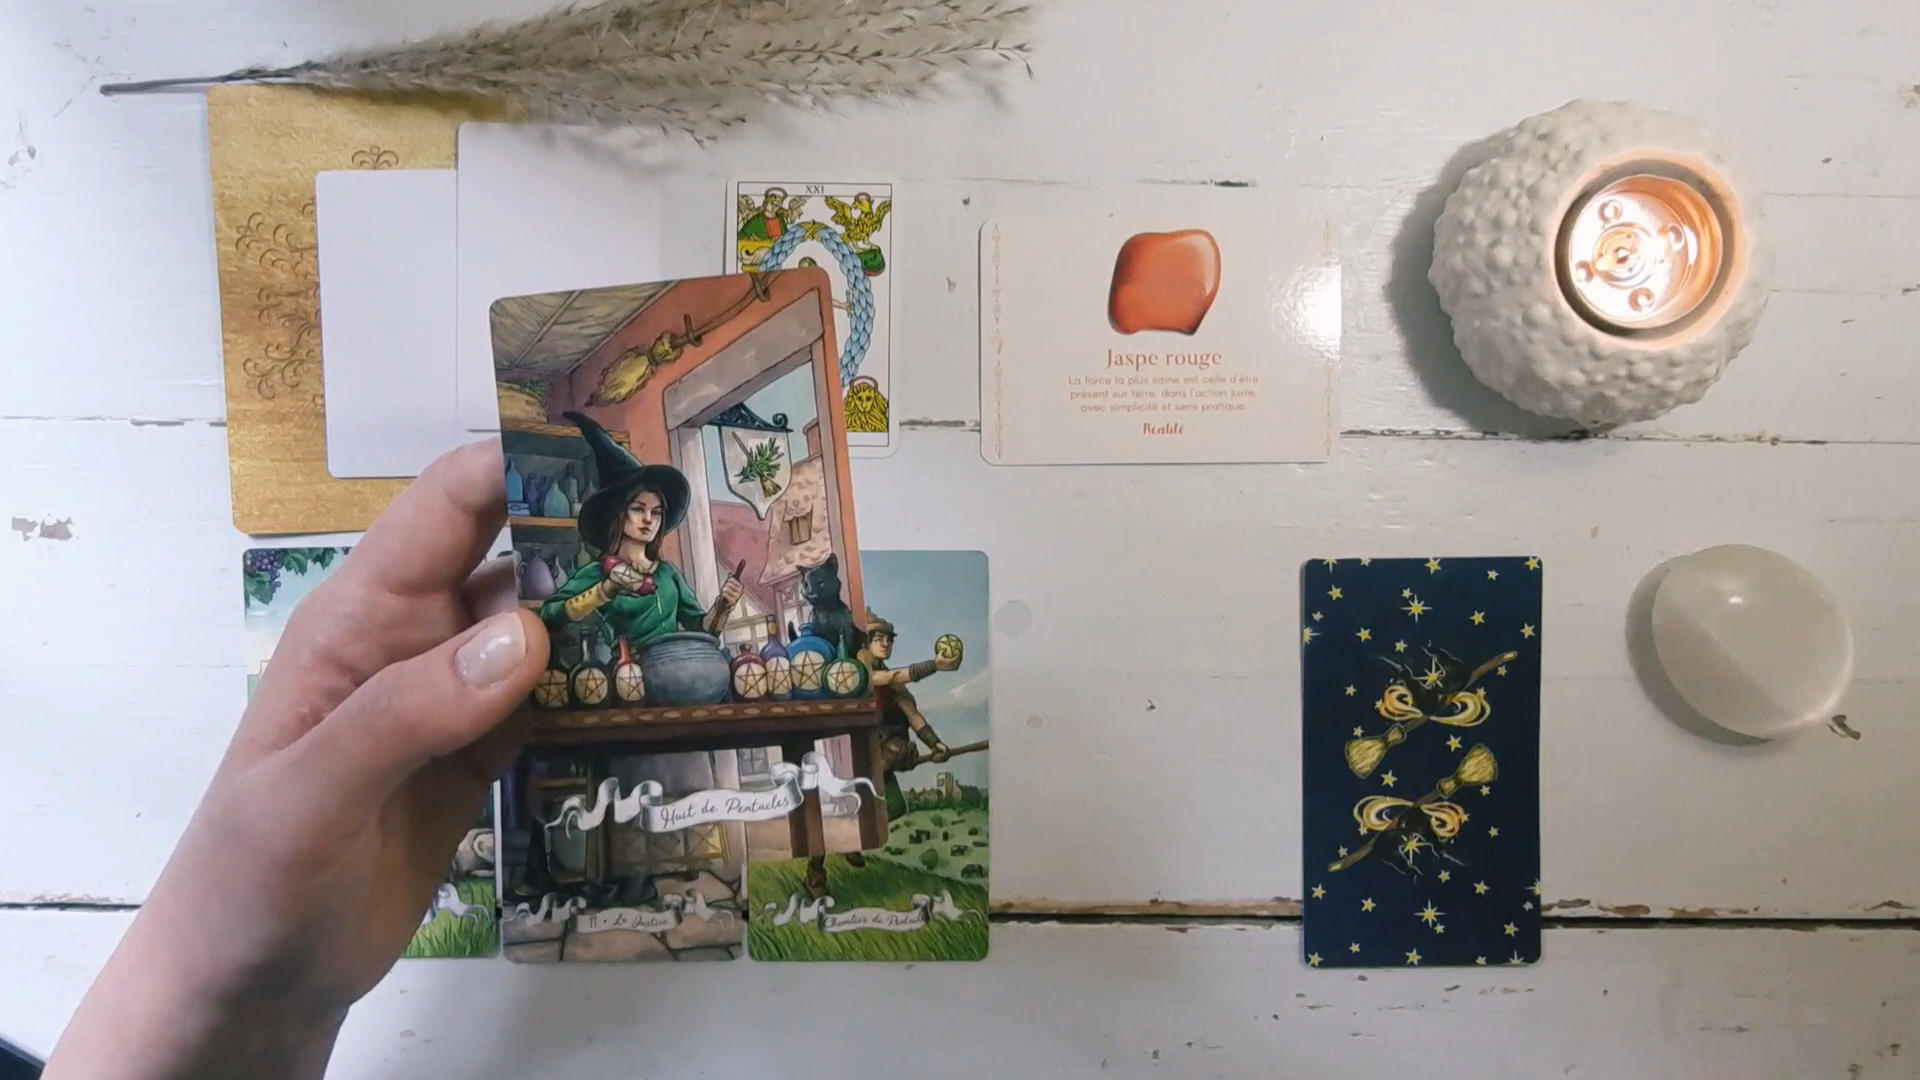 XXI
Jaspe rouge
La force la plus saine est celle d'être
présent sur terre, dans l'action juste,
avec simplicité et sens pratique.
Réalité
Huit de Pentacles
11 • La Justice
Chevalier de Pentacles